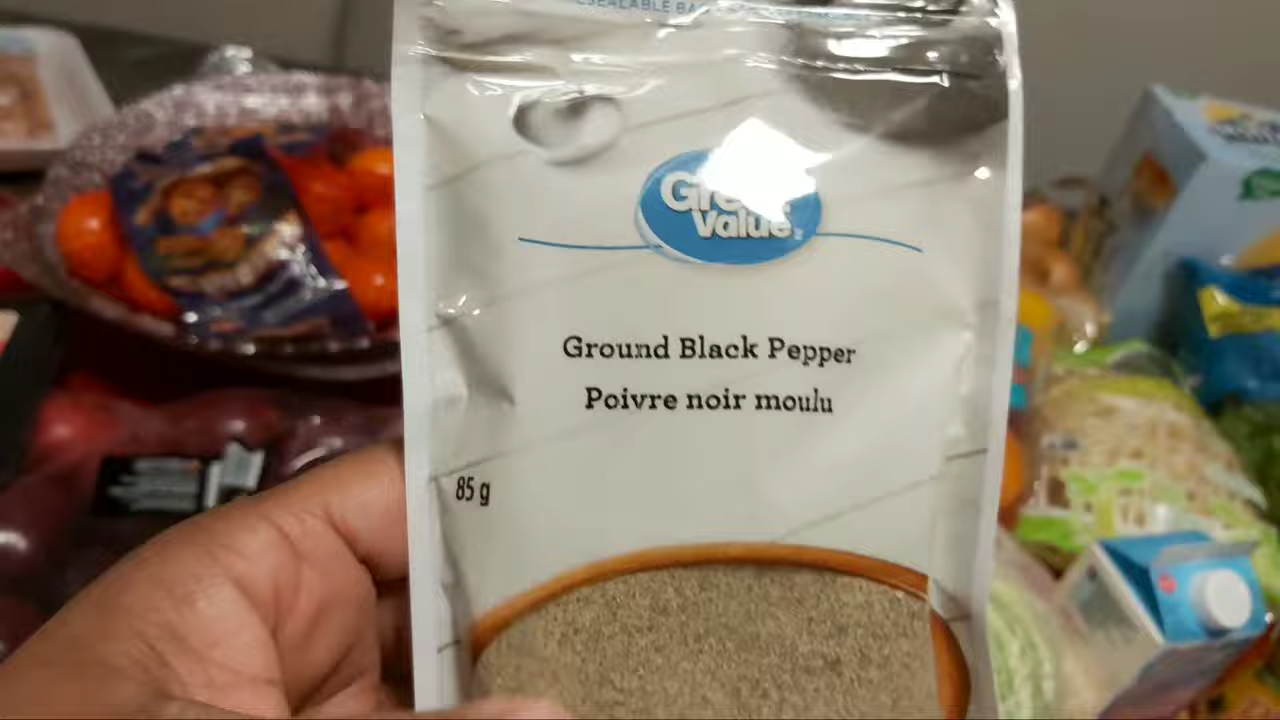 Great
Value
Ground Black Pepper
Poivre noir moulu
85 g